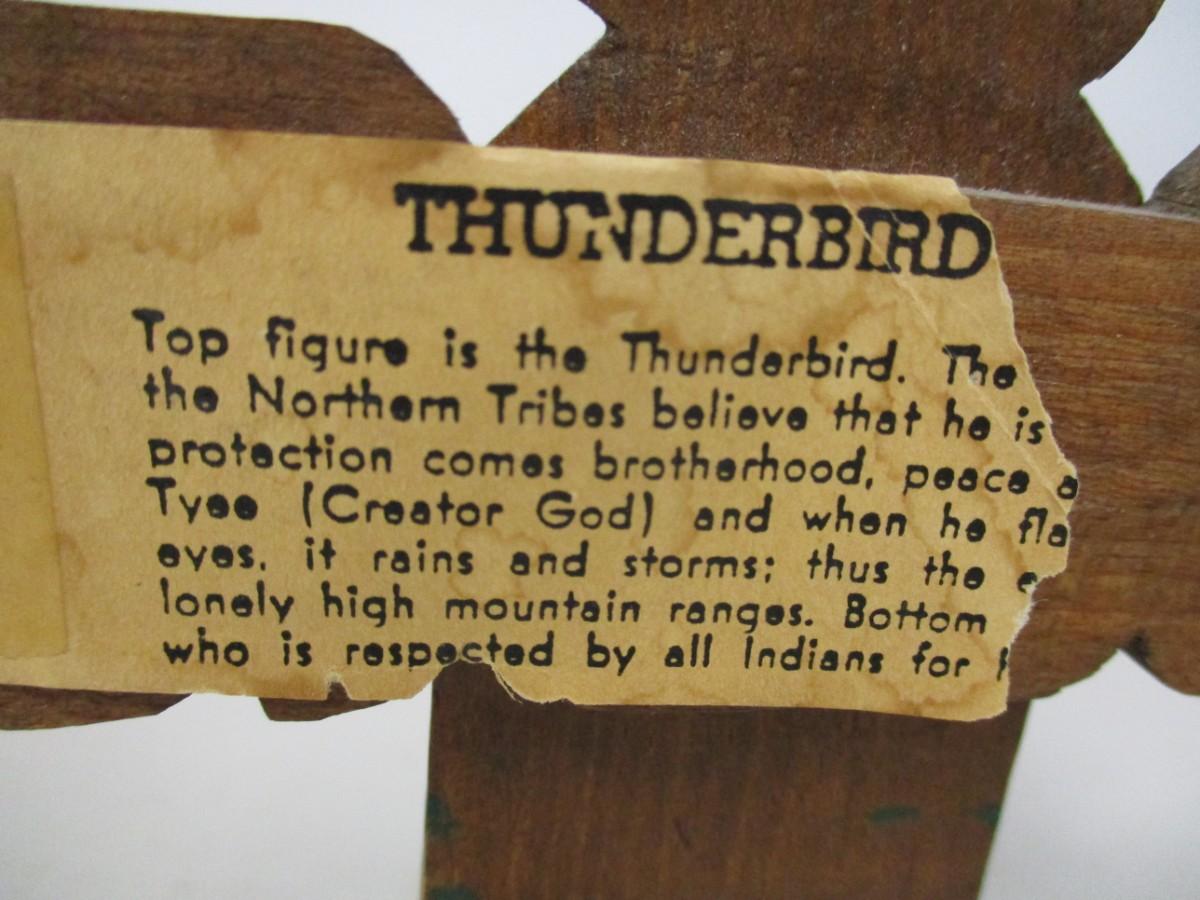 THUNDERBIRD
Top figure is the Thunderbird. The
the Northern Tribes believe that he is
protection comes brotherhood, peace a
Tyee (Creator God) and when he fla
eyes, it rains and storms; thus the e
lonely high mountain ranges. Bottom
who is respected by all Indians for